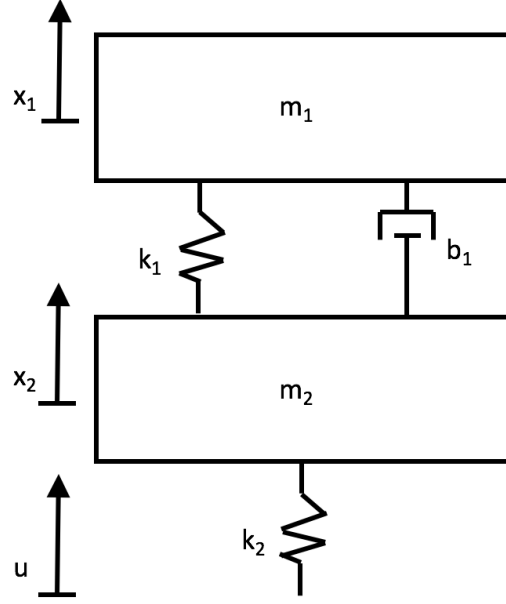 x₁
m₁
k₁
b₁
x₂
m₂
k₂
u